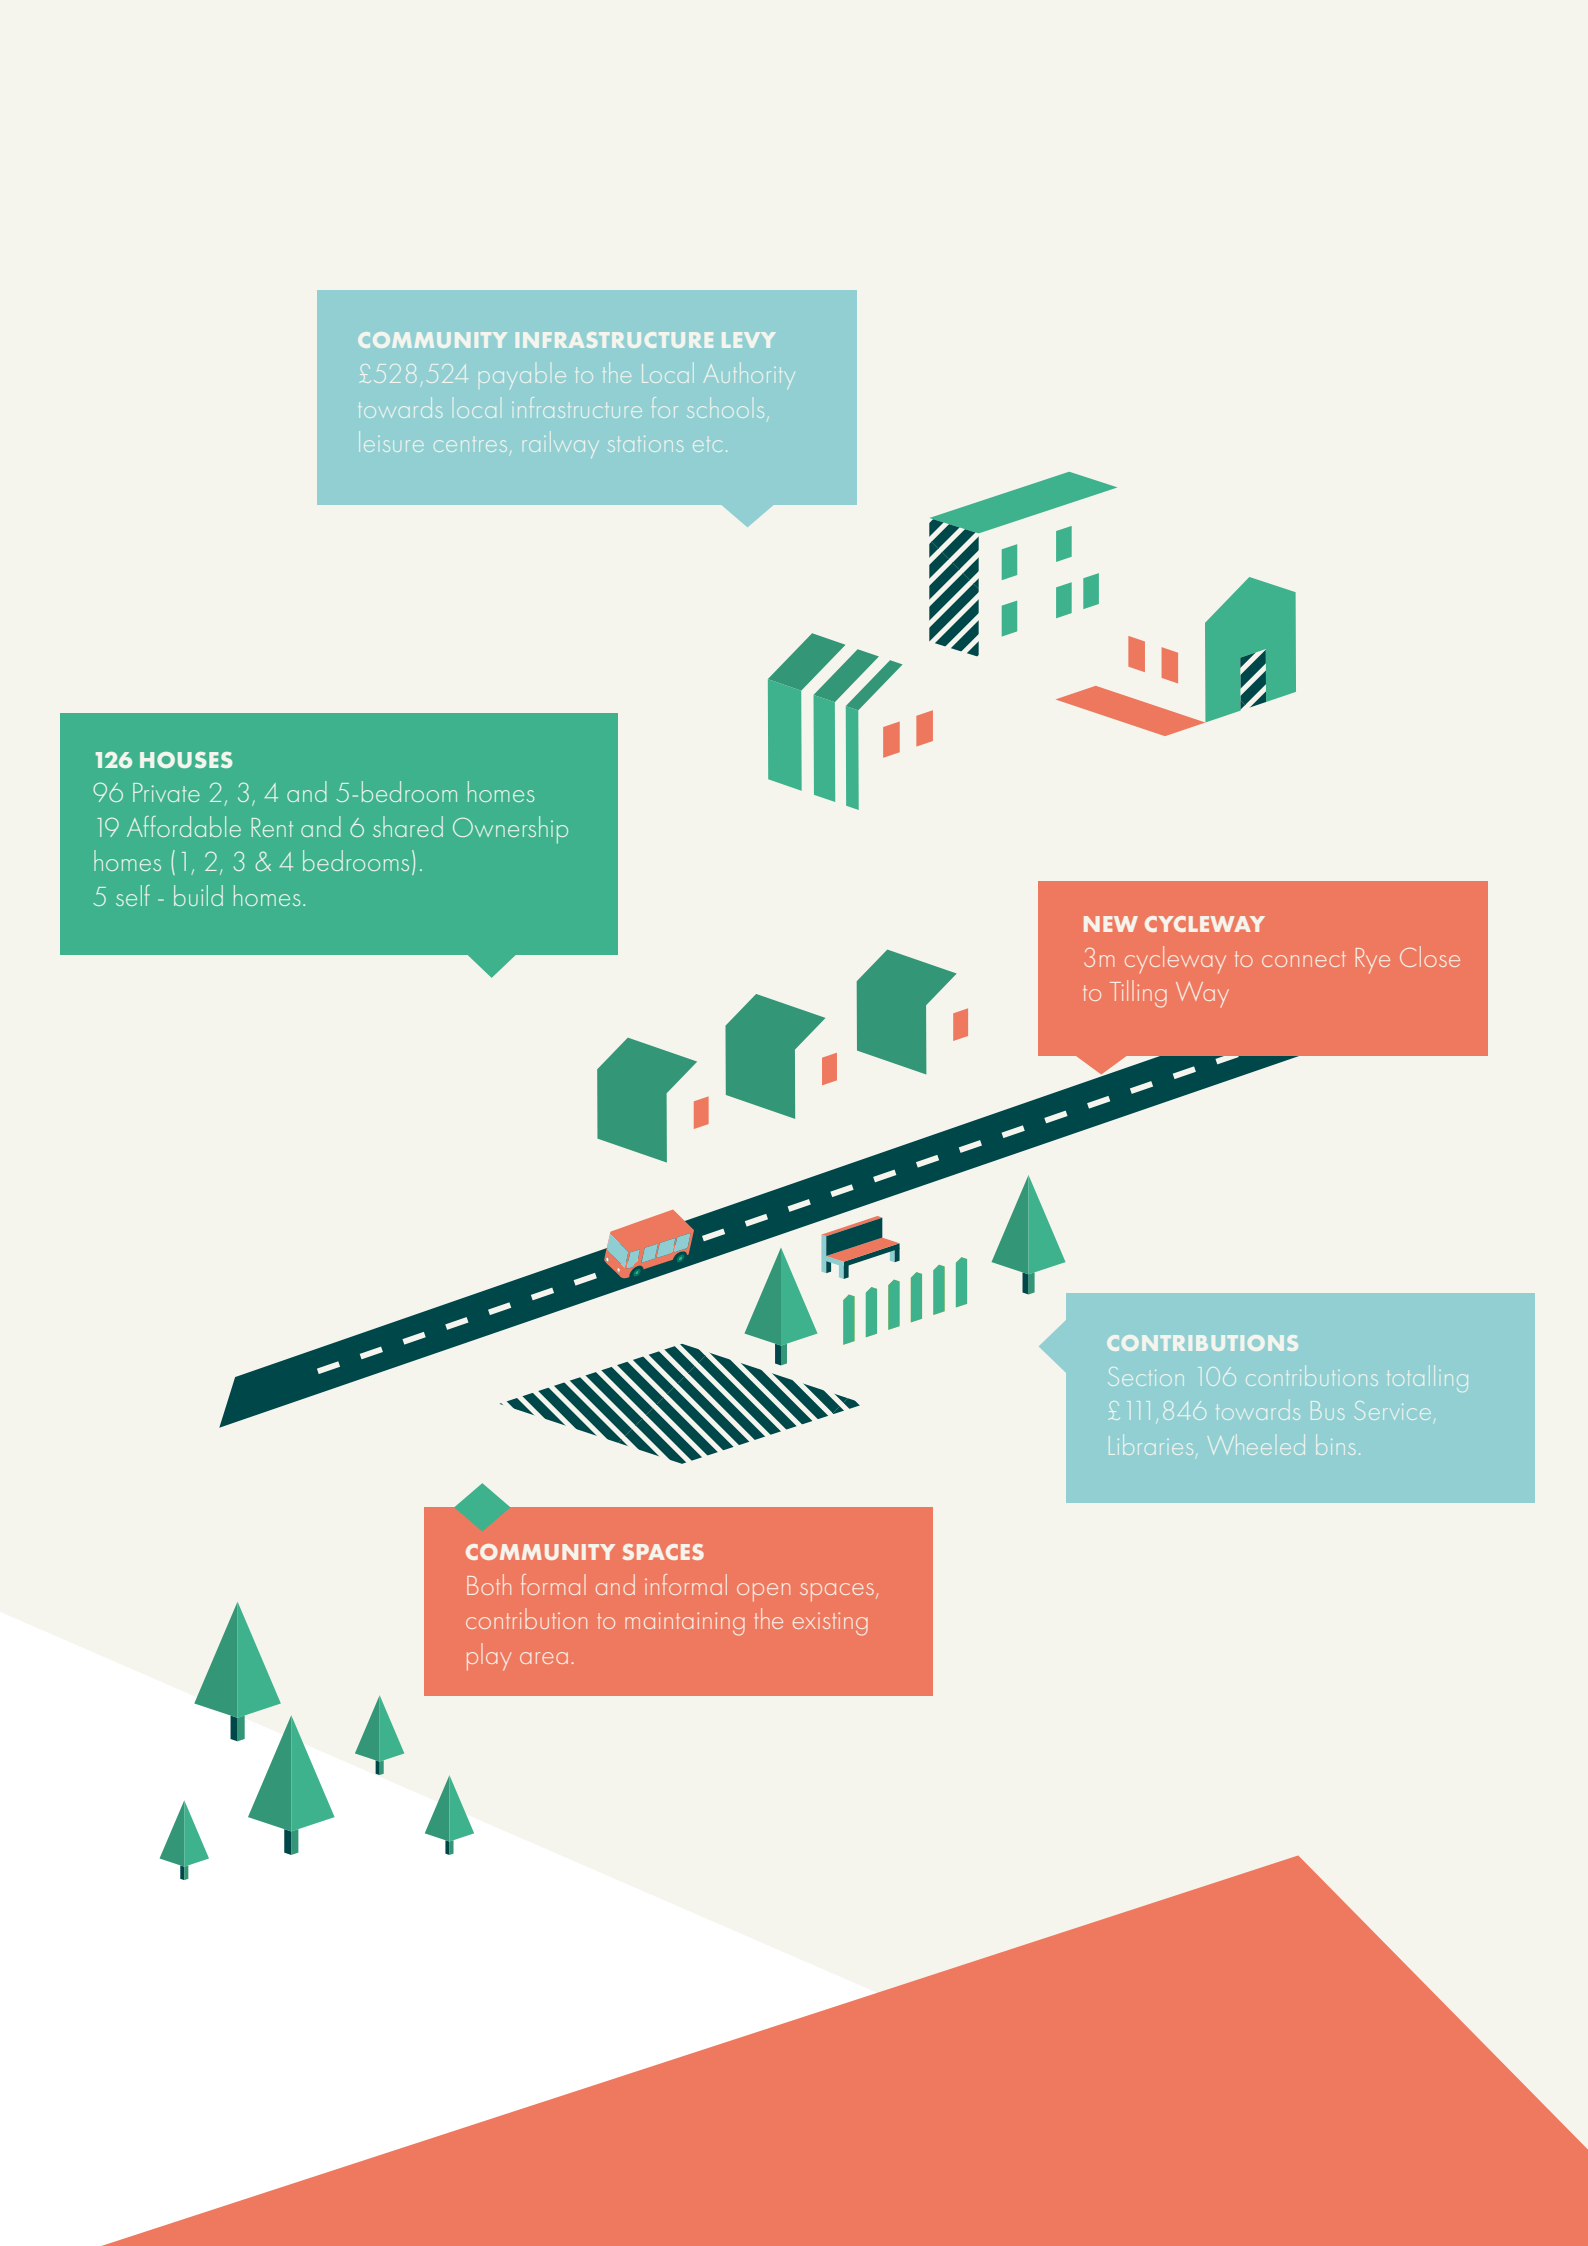 COMMUNITY INFRASTRUCTURE LEVY
£528,524 payable to the Local Authority
towards local infrastructure for schools,
leisure centres, railway stations etc.
126 HOUSES
96 Private 2, 3, 4 and 5-bedroom homes
19 Affordable Rent and 6 shared Ownership
homes (1, 2, 3 & 4 bedrooms).
5 self - build homes.
NEW CYCLEWAY
3m cycleway to connect Rye Close
to Tilling Way
CONTRIBUTIONS
Section 106 contributions totalling
£111,846 towards Bus Service,
Libraries, Wheeled bins.
COMMUNITY SPACES
Both formal and informal open spaces,
contribution to maintaining the existing
play area.